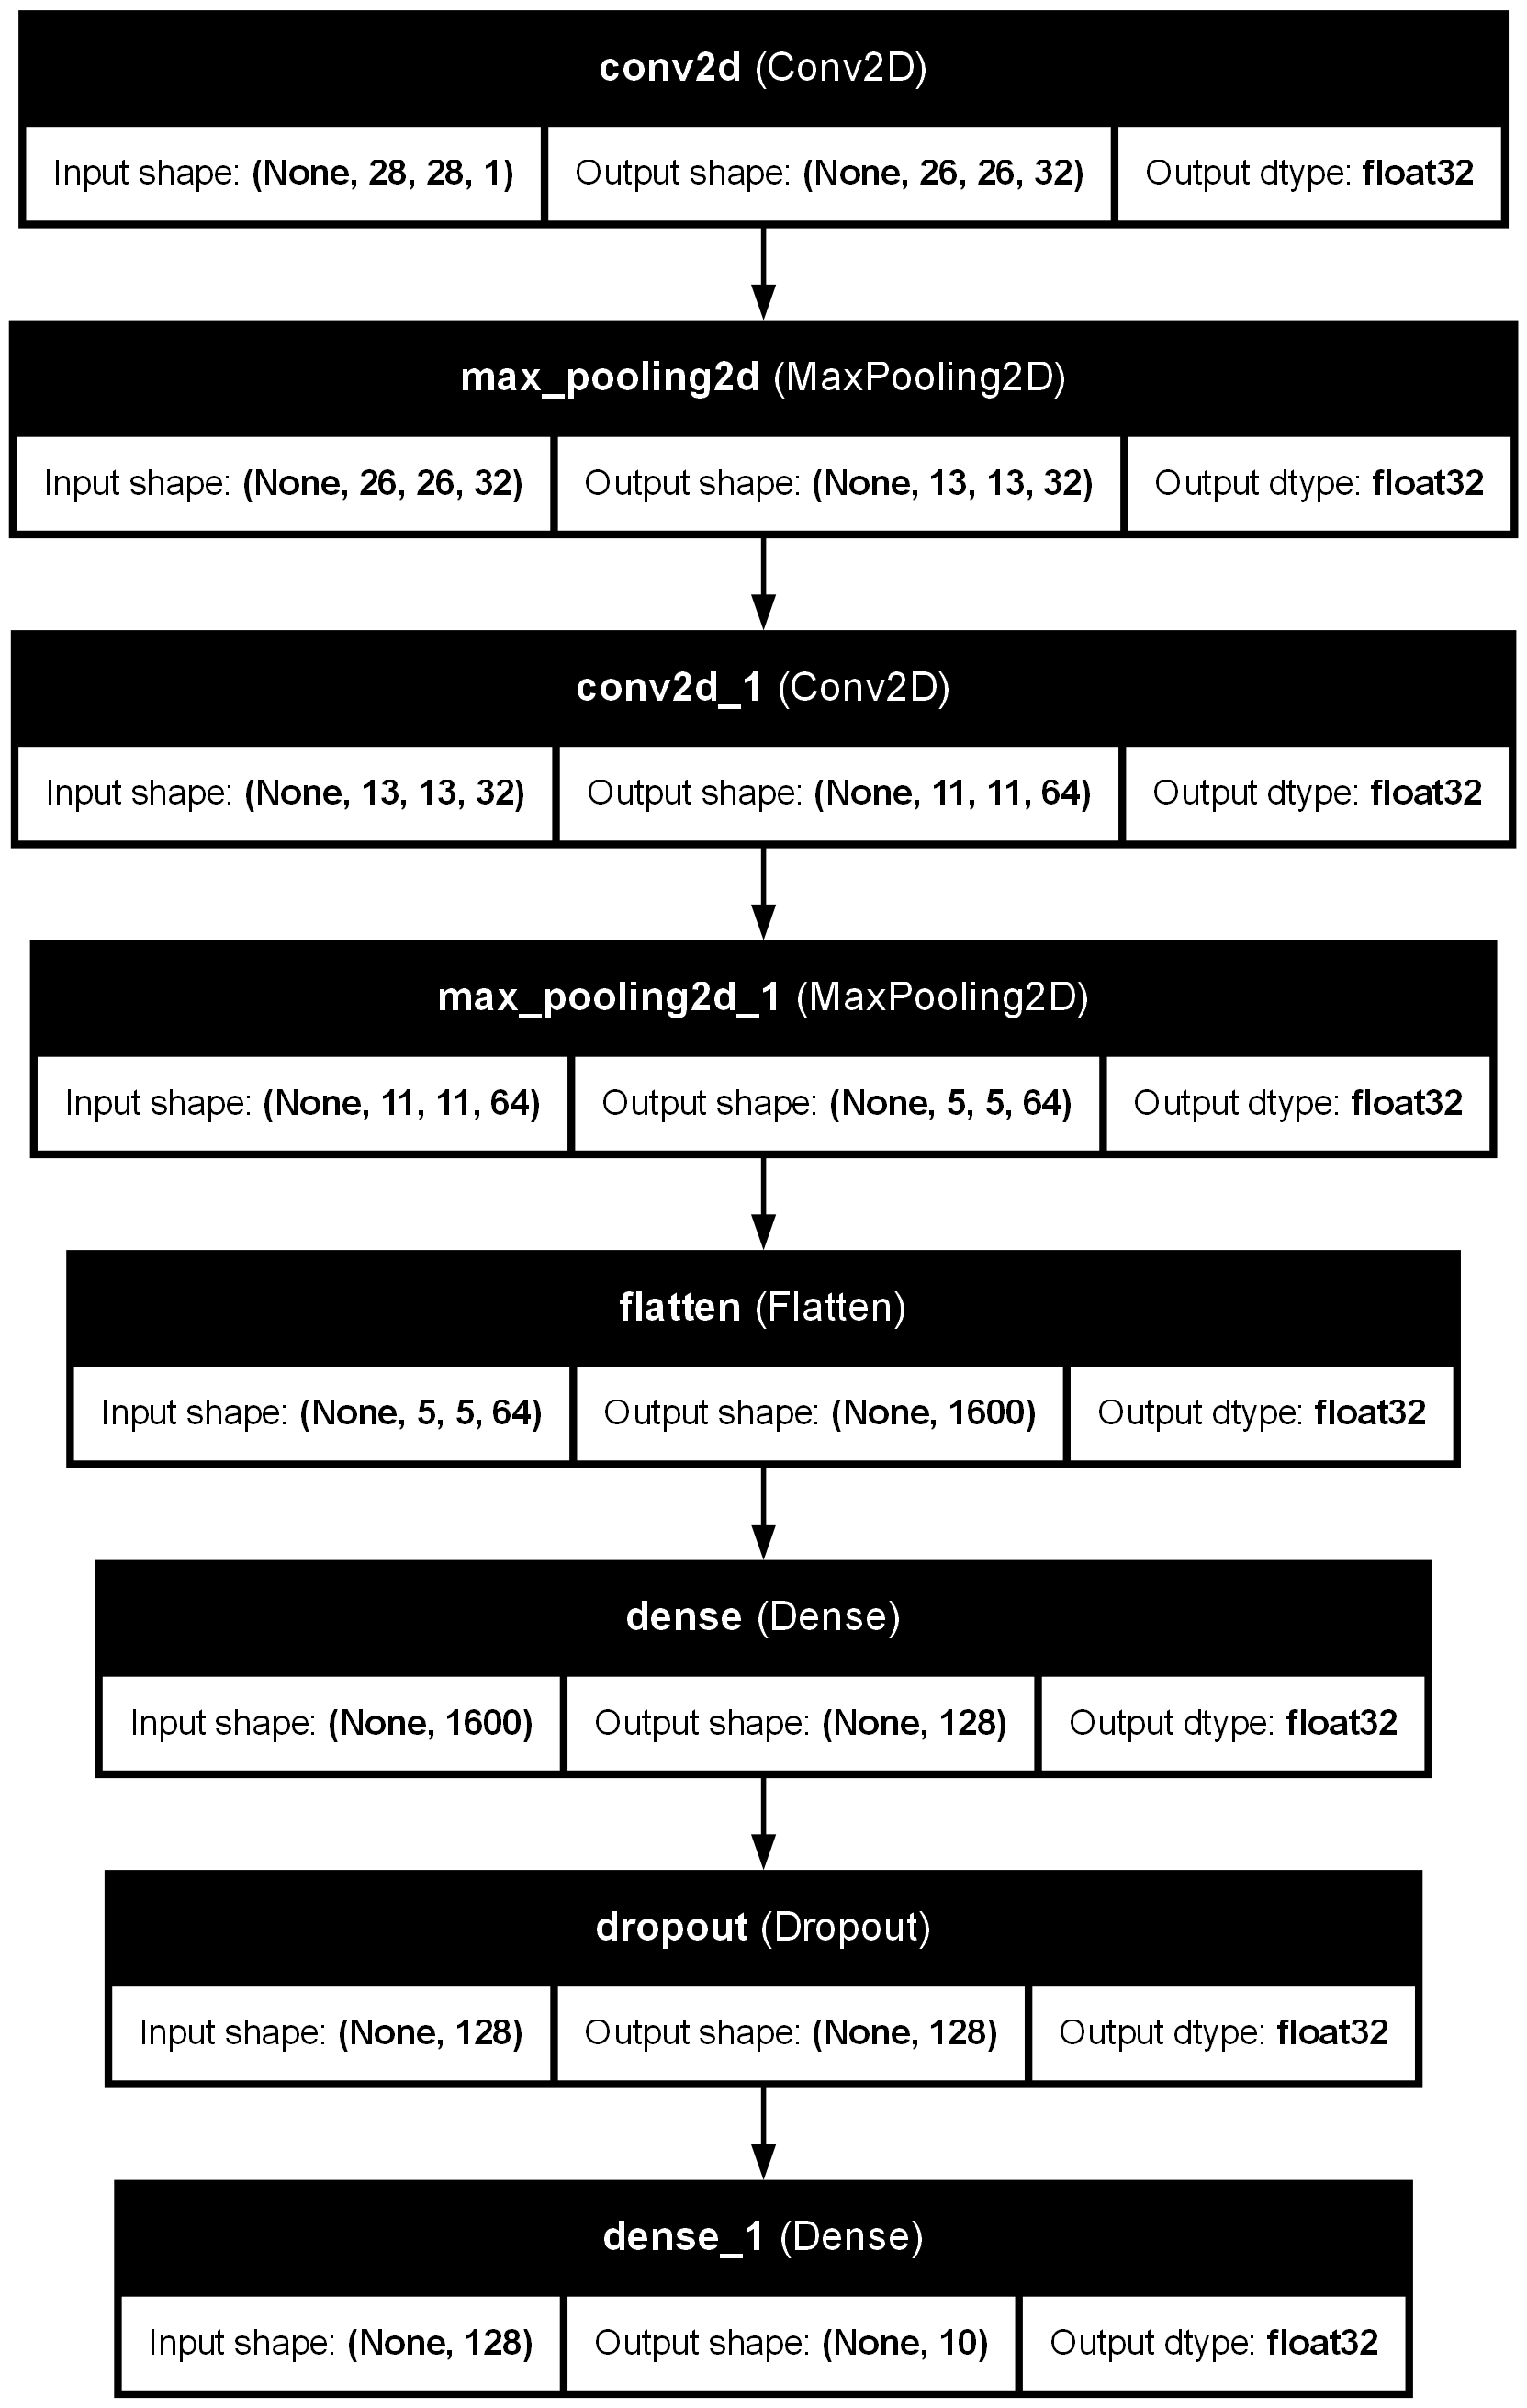 conv2d (Conv2D)
Input shape: (None, 28, 28, 1) Output shape: (None, 26, 26, 32) Output dtype: float32
max_pooling2d (MaxPooling2D)
Input shape: (None, 26, 26, 32) Output shape: (None, 13, 13, 32) Output dtype: float32
conv2d_1 (Conv2D)
Input shape: (None, 13, 13, 32) Output shape: (None, 11, 11, 64) Output dtype: float32
max_pooling2d_1 (MaxPooling2D)
Input shape: (None, 11, 11, 64) Output shape: (None, 5, 5, 64) Output dtype: float32
flatten (Flatten)
Input shape: (None, 5, 5, 64) Output shape: (None, 1600) Output dtype: float32
dense (Dense)
Input shape: (None, 1600) Output shape: (None, 128) Output dtype: float32
dropout (Dropout)
Input shape: (None, 128) Output shape: (None, 128) Output dtype: float32
dense_1 (Dense)
Input shape: (None, 128) Output shape: (None, 10) Output dtype: float32